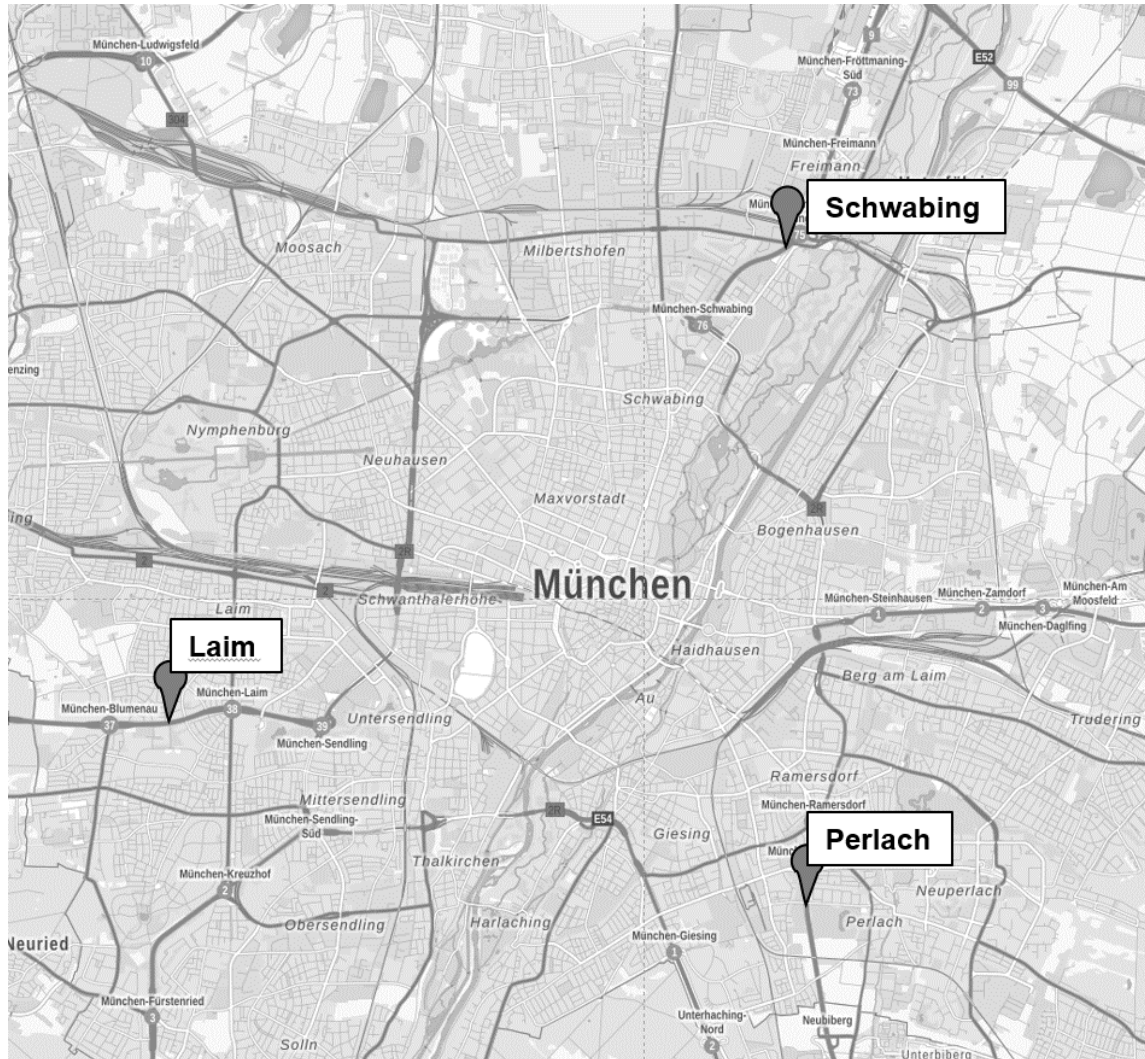 München-Ludwigsfeld
10
9
München-Fröttmaning-
Süd
73
E52
99
304
München-Freimann
Freimann
Schwabing
Moosach
Milbertshofen
München-Schwabing
76
Schwabing
Nymphenburg
Neuhausen
Maxvorstadt
2R
Bogenhausen
2
2R
2
München
Schwanthalerhöhe
Laim
München-Steinhausen
1
München-Zamdorf
2
München-Am
Moosfeld
3
München-Daglfing
Laim
Haidhausen
Berg am Laim
München-Blumenau
37
München-Laim
38
39
München-Sendling
Untersendling
Au
Trudering
Ramersdorf
Mittersendling
München-Sendling-
Süd
2R
E54
München-Ramersdorf
Giesing
Perlach
Thalkirchen
München-Kreuzhof
2
Neuperlach
Obersendling
Harlaching
Perlach
Neuried
München-Giesing
1
München-Fürstenried
3
Unterhaching-
Nord
2
Neubiberg
Solln
Unterbiberg